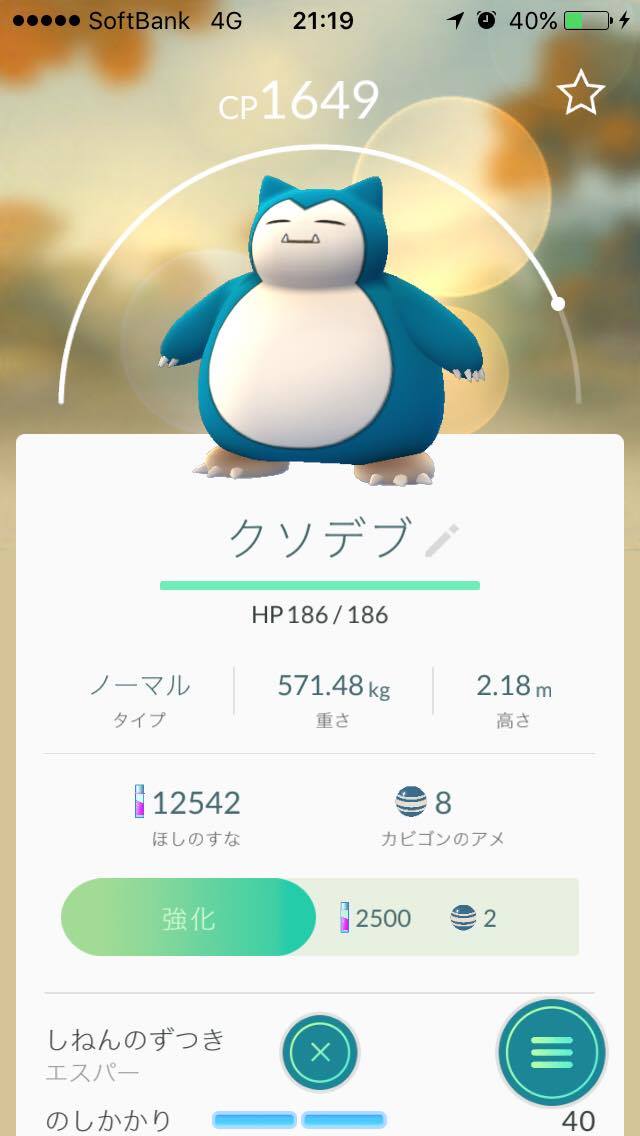 SoftBank 4G 21:19 40%
CP1649
クソデブ
HP 186 / 186
ノーマル 571.48 kg 2.18 m
タイプ 重さ 高さ
12542 8
ほしのすな カビゴンのアメ
強化 2500 2
しねんのずつき
エスパー
のしかかり 40